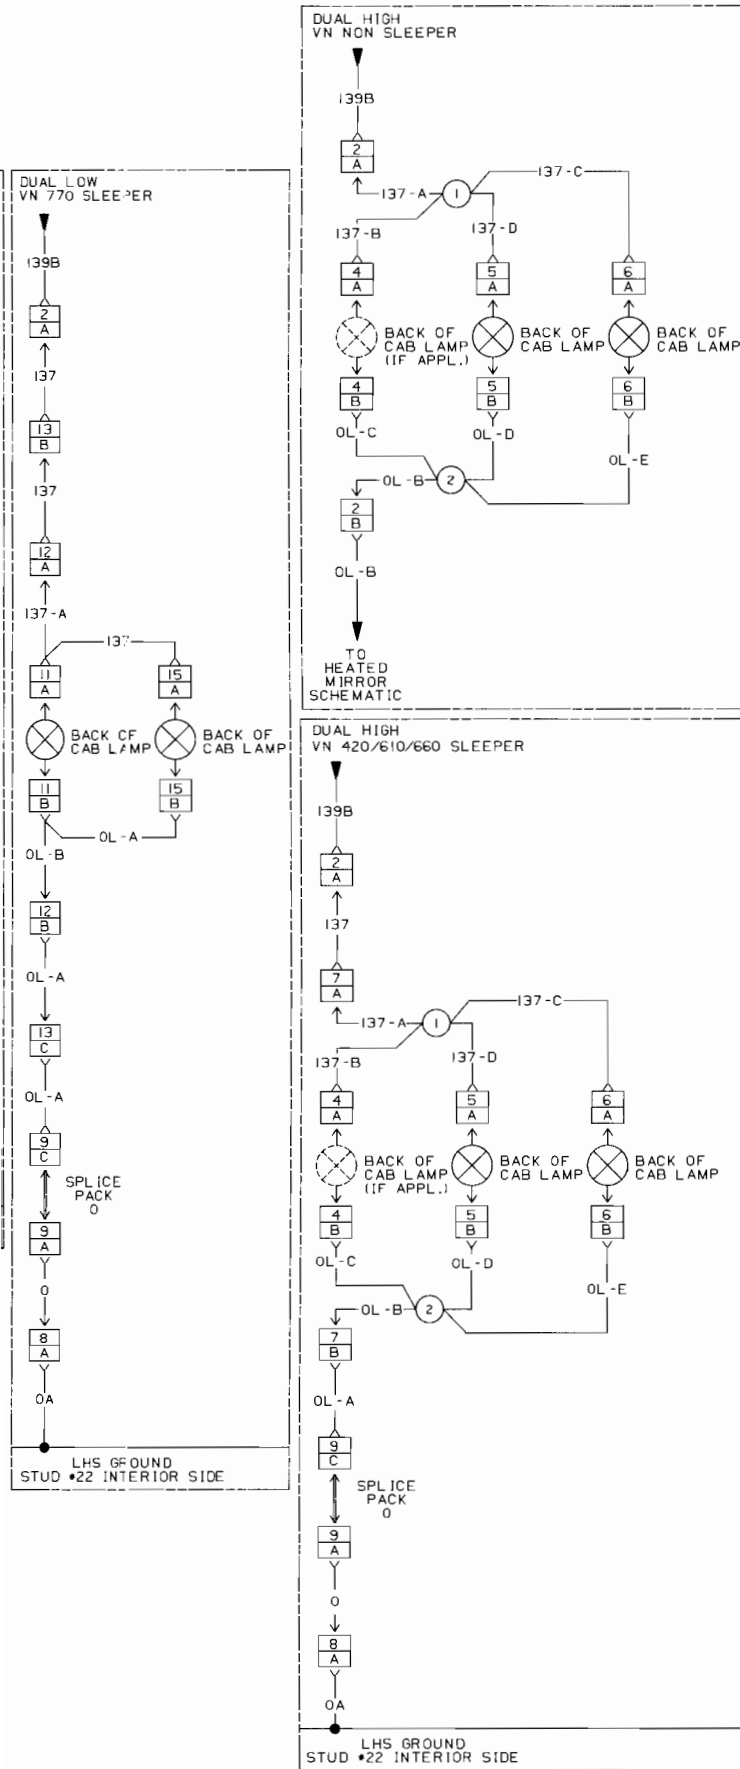 DUAL LOW
VN 770 SLEEPER
139B
2
A
137
13
B
137
12
A
137-A
137
11
A
15
A
BACK OF
CAB LAMP
BACK OF
CAB LAMP
11
B
15
B
OL-A
OL-B
12
B
OL-A
13
C
OL-A
9
C
SPLICE
PACK
0
9
A
0
8
A
0A
LHS GROUND
STUD #22 INTERIOR SIDE
DUAL HIGH
VN NON SLEEPER
139B
2
A
137-A
1
137-C
137-B
137-D
4
A
5
A
6
A
BACK OF
CAB LAMP
(IF APPL.)
BACK OF
CAB LAMP
BACK OF
CAB LAMP
4
B
5
B
6
B
OL-C
OL-D
OL-E
OL-B
2
2
B
OL-B
TO
HEATED
MIRROR
SCHEMATIC
DUAL HIGH
VN 420/610/660 SLEEPER
139B
2
A
137
7
A
137-A
1
137-C
137-B
137-D
4
A
5
A
6
A
BACK OF
CAB LAMP
(IF APPL.)
BACK OF
CAB LAMP
BACK OF
CAB LAMP
4
B
5
B
6
B
OL-C
OL-D
OL-E
OL-B
2
7
B
OL-A
9
C
SPLICE
PACK
0
9
A
0
8
A
0A
LHS GROUND
STUD #22 INTERIOR SIDE